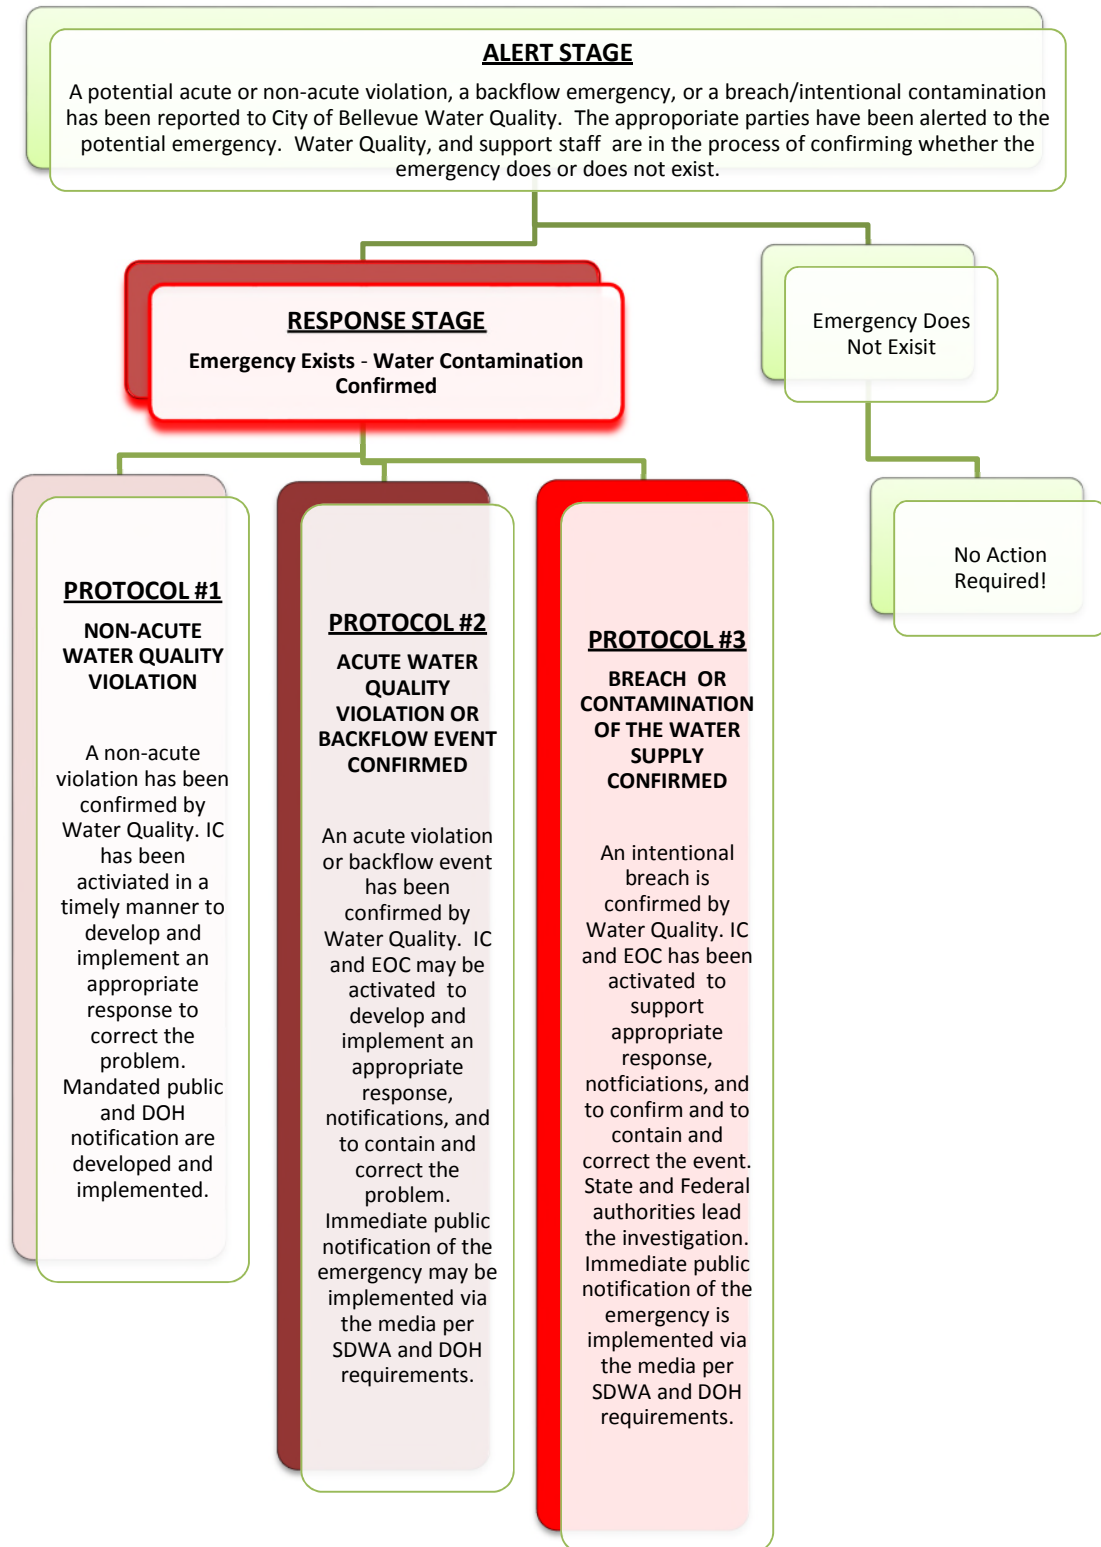 ALERT STAGE
A potential acute or non-acute violation, a backflow emergency, or a breach/intentional contamination
has been reported to City of Bellevue Water Quality.  The approporiate parties have been alerted to the
potential emergency.  Water Quality, and support staff  are in the process of confirming whether the
emergency does or does not exist.
RESPONSE STAGE
Emergency Exists - Water Contamination
Confirmed
Emergency Does
Not Exisit
No Action
Required!
PROTOCOL #1
NON-ACUTE
WATER QUALITY
VIOLATION
A non-acute
violation has been
confirmed by
Water Quality. IC
has been
activiated in a
timely manner to
develop and
implement an
appropriate
response to
correct the
problem.
Mandated public
and DOH
notification are
developed and
implemented.
PROTOCOL #2
ACUTE WATER
QUALITY
VIOLATION OR
BACKFLOW EVENT
CONFIRMED
An acute violation
or backflow event
has been
confirmed by
Water Quality.  IC
and EOC may be
activated  to
develop and
implement an
appropriate
response,
notifications, and
to contain and
correct the
problem.
Immediate public
notification of the
emergency may be
implemented via
the media per
SDWA and DOH
requirements.
PROTOCOL #3
BREACH  OR
CONTAMINATION
OF THE WATER
SUPPLY
CONFIRMED
An intentional
breach is
confirmed by
Water Quality. IC
and EOC has been
activated  to
support
appropriate
response,
notficiations, and
to confirm and to
contain and
correct the event.
State and Federal
authorities lead
the investigation.
Immediate public
notification of the
emergency is
implemented via
the media per
SDWA and DOH
requirements.